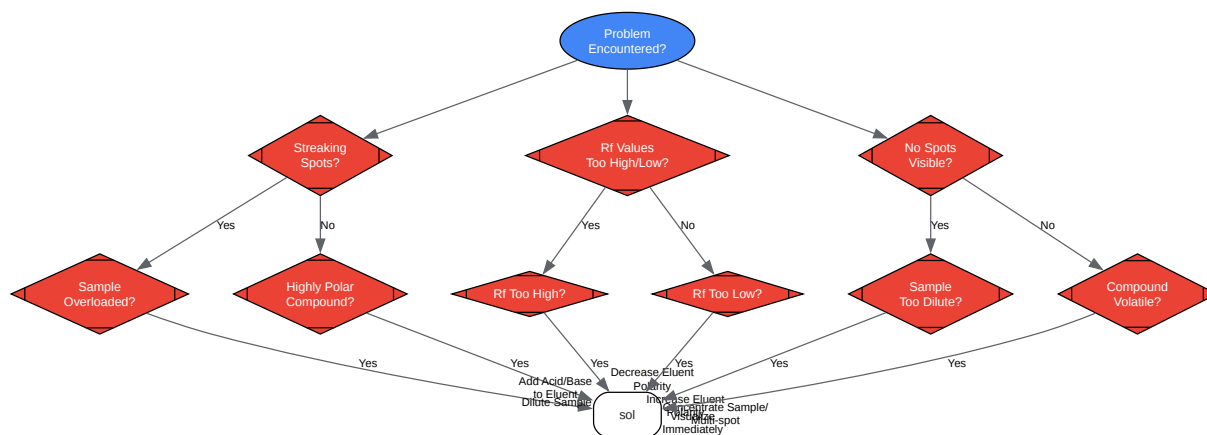 Problem
Encountered?
Streaking
Spots?
Rf Values
Too High/Low?
No Spots
Visible?
Yes
No
Yes
No
Yes
No
Sample
Overloaded?
Highly Polar
Compound?
Rf Too High?
Rf Too Low?
Sample
Too Dilute?
Compound
Volatile?
Yes
Yes
Yes
Yes
Yes
Yes
Add Acid/Base
to Eluent
Dilute Sample
Decrease Eluent
Polarity
Increase Eluent
Polarity
Concentrate Sample/
Multi-spot
Visualize
Immediately
sol